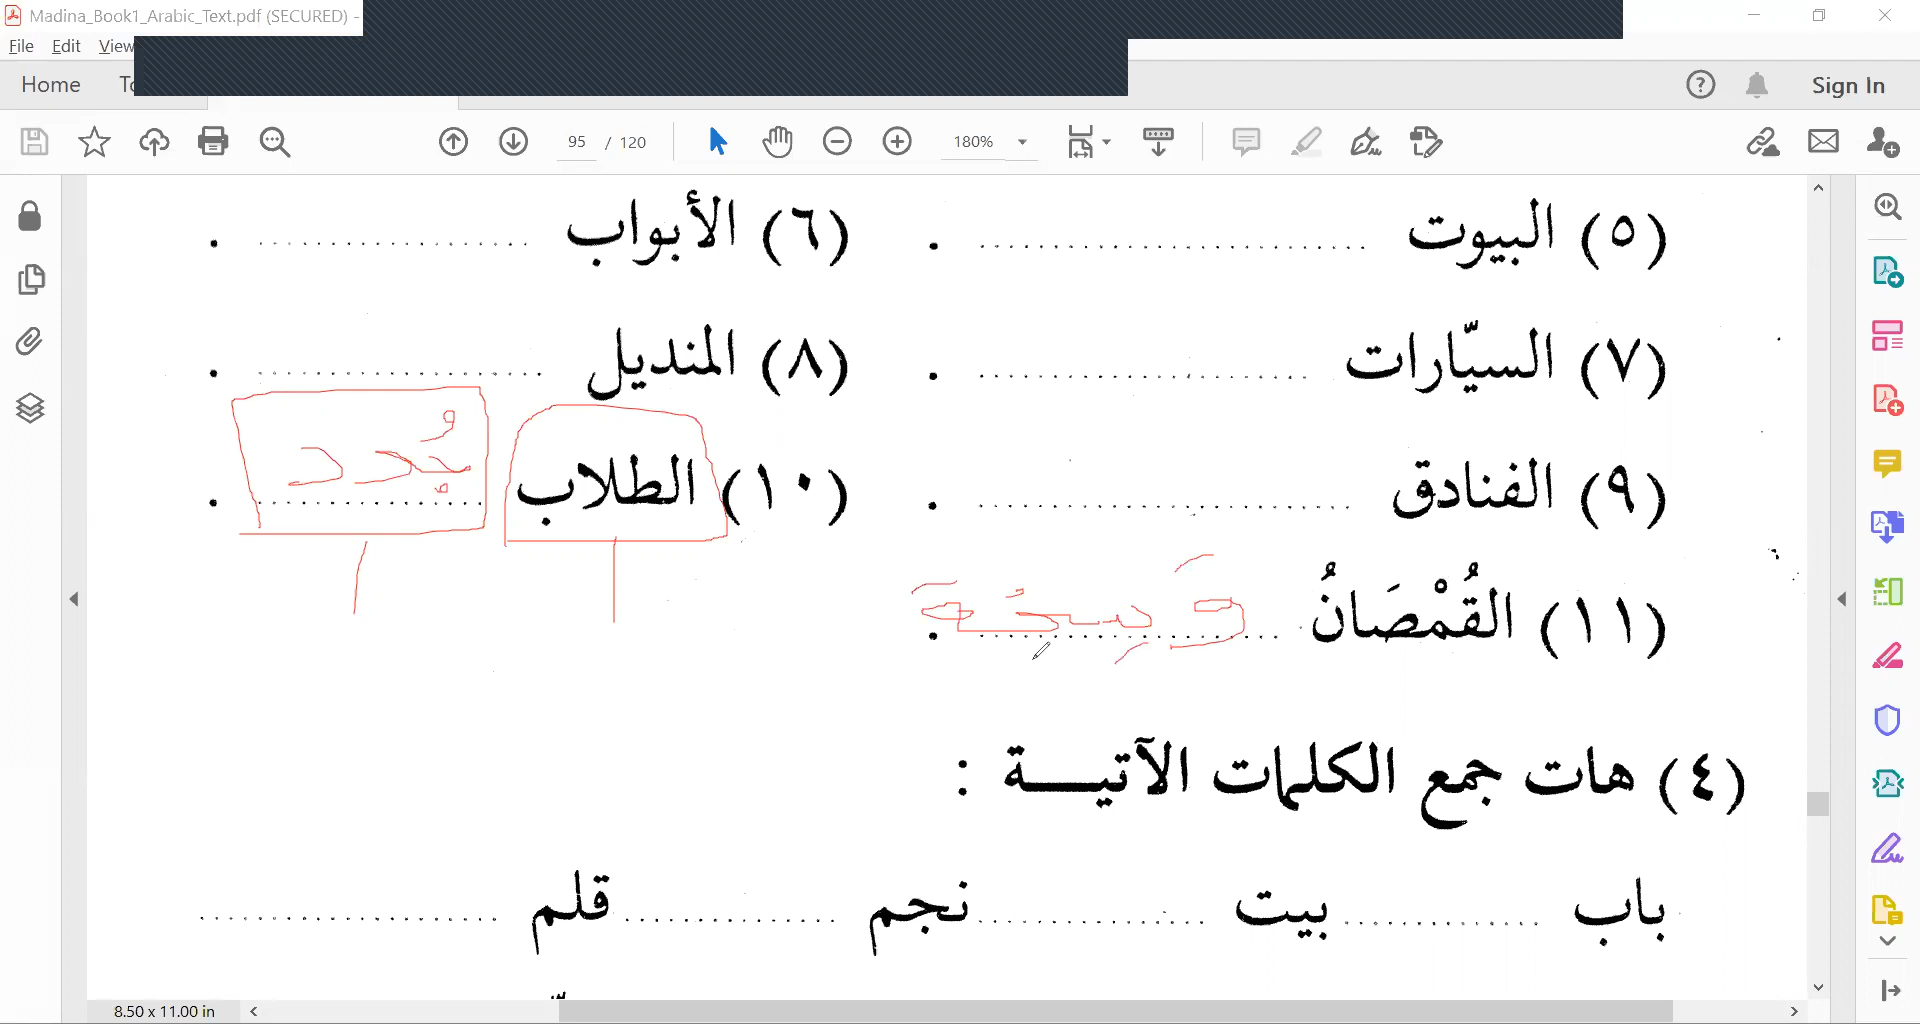 Madina_Book1_Arabic_Text.pdf (SECURED) -
File Edit View
Home Sign In
95 / 120 180%
(٥) البيوت .................... . (٦) الأبواب .................... .
(٧) السيّارات .................... . (٨) المنديل .................... .
(٩) الفنادق .................... . (١٠) الطلاب .................... .
(١١) القُمْصَانُ .................... .
(٤) هات جمع الكلمات الآتيـــة :
باب .................... بيت .................... نجم .................... قلم ....................
8.50 x 11.00 in